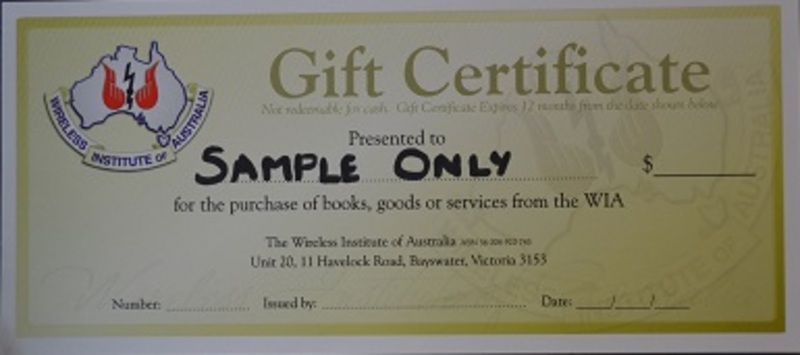 Gift Certificate
Not redeemable for cash. Gift Certificate Expires 12 months from the date shown below
WIRELESS INSTITUTE OF AUSTRALIA
Presented to
SAMPLE ONLY $
for the purchase of books, goods or services from the WIA
The Wireless Institute of Australia
Unit 20, 11 Havelock Road, Bayswater, Victoria 3153
Number: Issued by: Date: / /